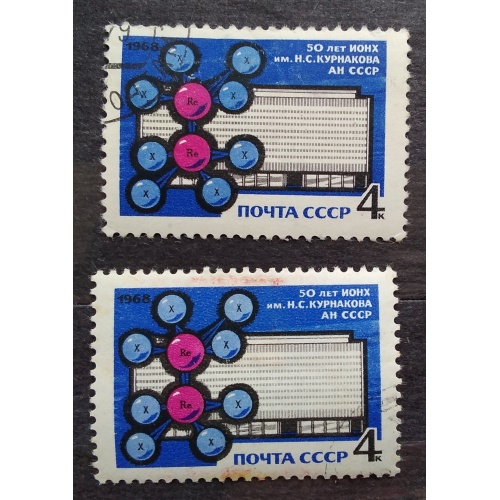 1968
50 ЛЕТ ИОНХ
ИМ. Н.С. КУРНАКОВА
АН СССР
X X
X X
Re
Re
X X
X X
ПОЧТА СССР 4к
1968
50 ЛЕТ ИОНХ
ИМ. Н.С. КУРНАКОВА
АН СССР
X X
X X
Re
Re
X X
X X
ПОЧТА СССР 4к